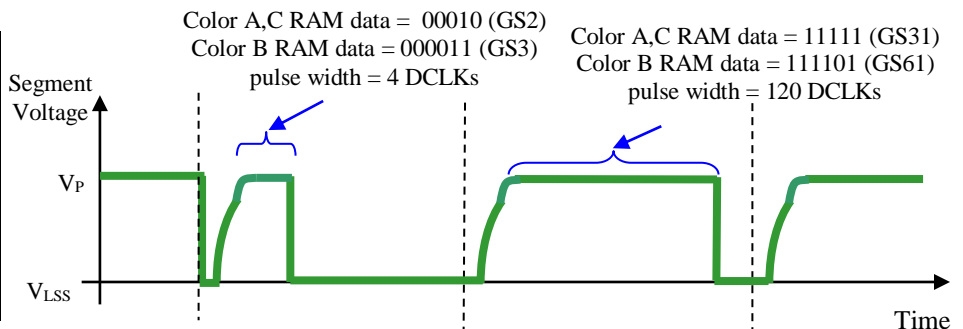 Color A,C RAM data = 00010 (GS2)
Color B RAM data = 000011 (GS3)
pulse width = 4 DCLKs
Color A,C RAM data = 11111 (GS31)
Color B RAM data = 111101 (GS61)
pulse width = 120 DCLKs
Segment
Voltage
VP
VLSS
Time